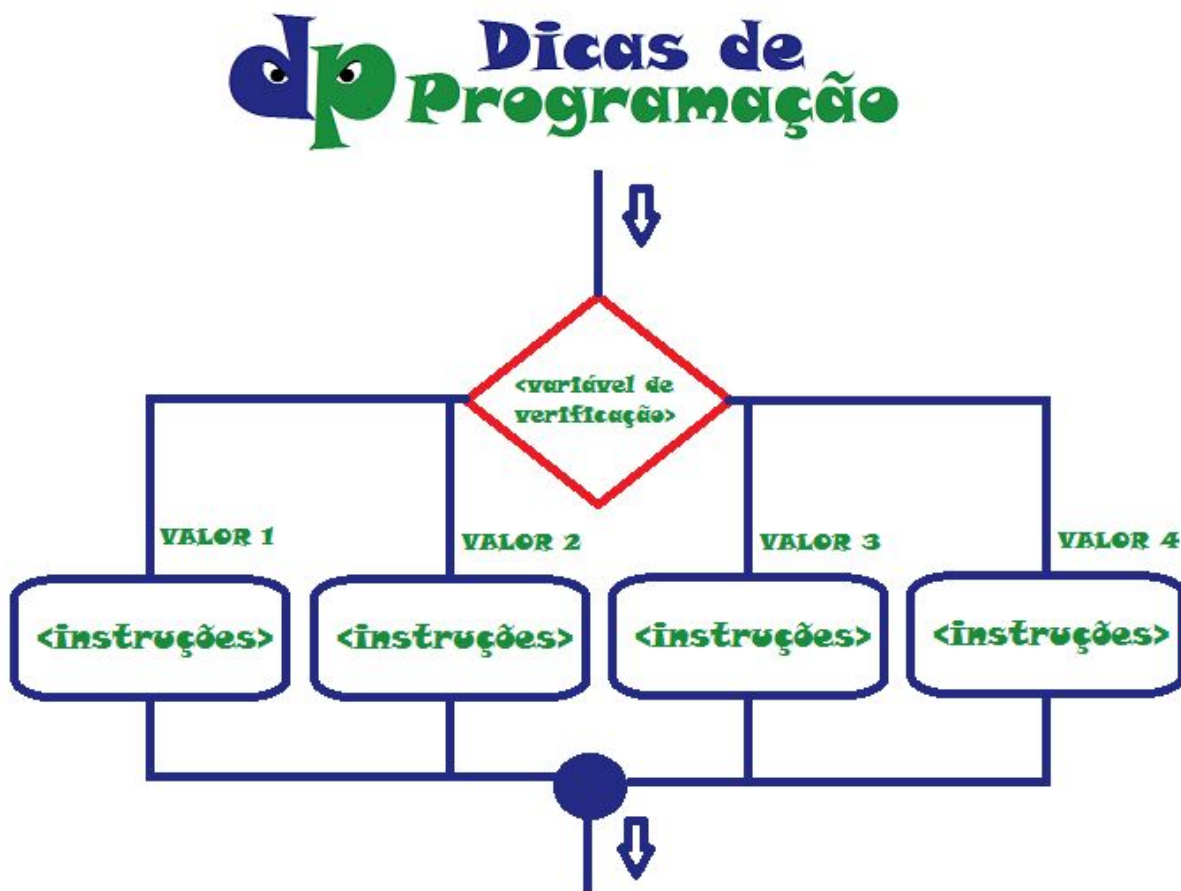 dp
Dicas de
Programação
<variável de
verificação>
VALOR 1
VALOR 2
VALOR 3
VALOR 4
<instruções>
<instruções>
<instruções>
<instruções>